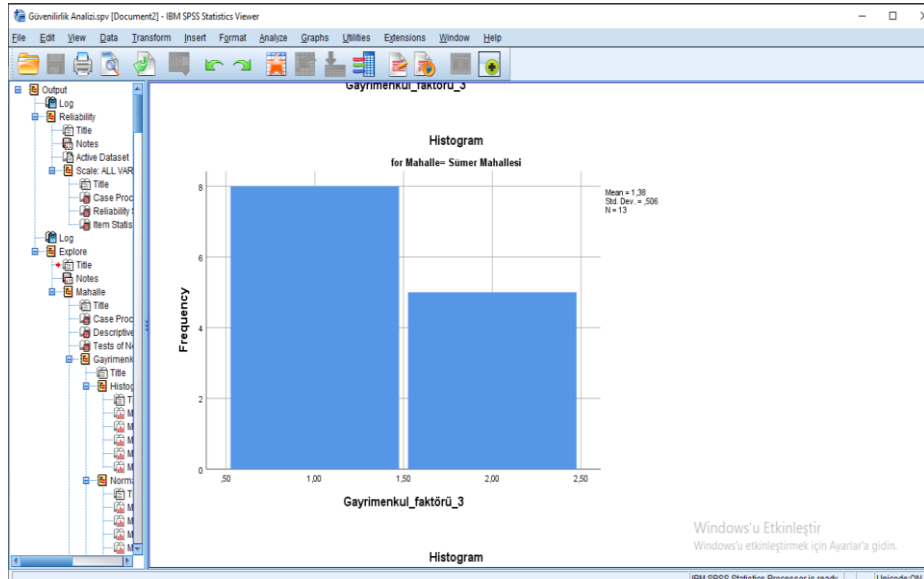 Güvenilirlik Analizi.spv [Document2] - IBM SPSS Statistics Viewer
File Edit View Data Transform Insert Format Analyze Graphs Utilities Extensions Window Help
Output
Log
Reliability
Title
Notes
Active Dataset
Scale: ALL VAR
Title
Case Proc
Reliability S
Item Statis
Log
Explore
Title
Notes
Mahalle
Title
Case Proc
Descriptive
Tests of No
Gayrimenk
Title
Histog
T
M
M
M
M
M
Norma
T
M
M
M
M
M
Gayrimenkul_faktörü_3
Histogram
for Mahalle= Sümer Mahallesi
Mean = 1,38
Std. Dev. = ,506
N = 13
Frequency
8
6
4
2
0
,50 1,00 1,50 2,00 2,50
Gayrimenkul_faktörü_3
Histogram
Windows'u Etkinleştir
Windows'u etkinleştirmek için Ayarlar'a gidin.
IBM SPSS Statistics Processor is ready Unicode:ON